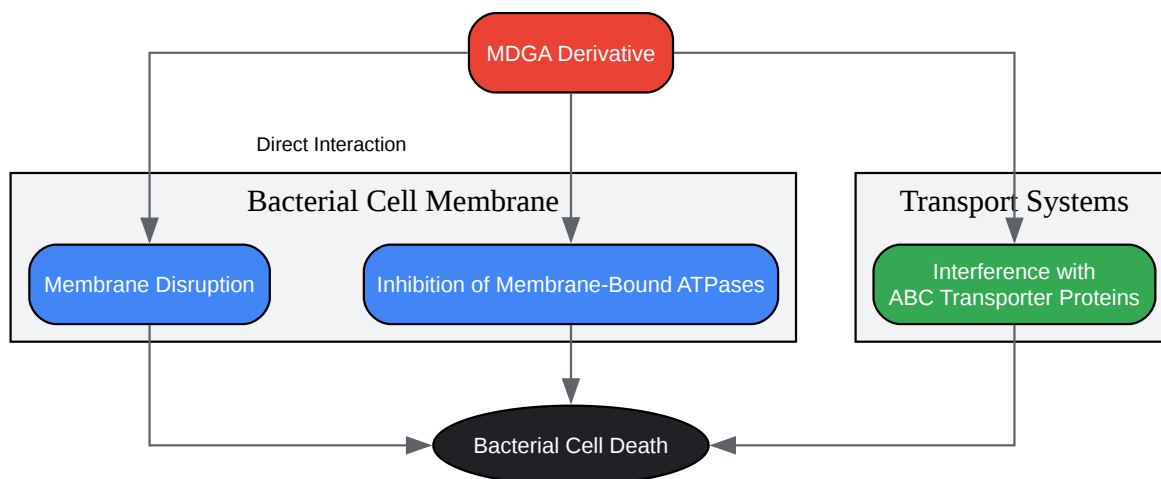 MDGA Derivative
Direct Interaction
Bacterial Cell Membrane
Transport Systems
Membrane Disruption
Inhibition of Membrane-Bound ATPases
Interference with
ABC Transporter Proteins
Bacterial Cell Death